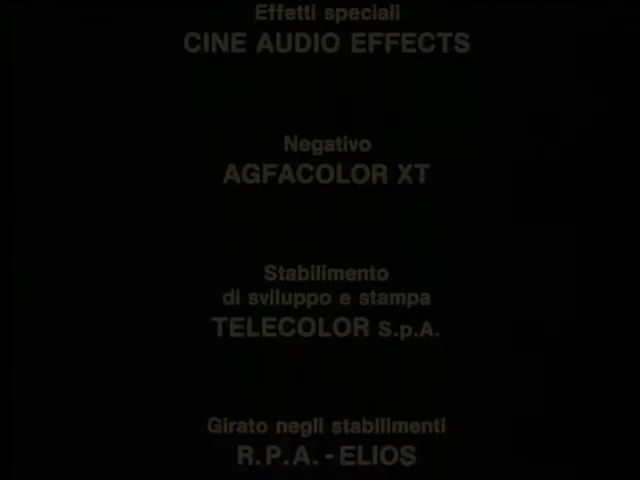 Effetti speciali
CINE AUDIO EFFECTS
Negativo
AGFACOLOR XT
Stabilimento
di sviluppo e stampa
TELECOLOR S.p.A.
Girato negli stabilimenti
R.P.A. - ELIOS